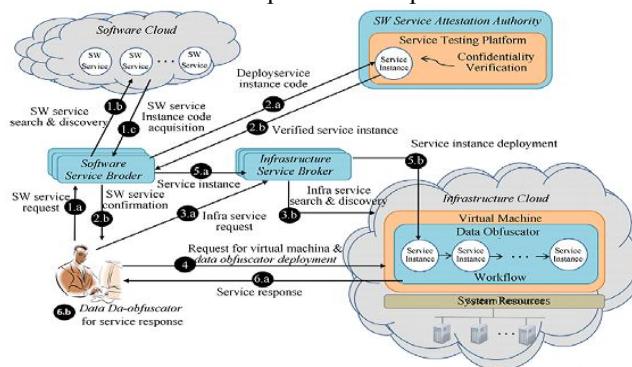 Software Cloud
SW
Service
SW
Service
• • •
SW
Service
SW Service Attestation Authority
Service Testing Platform
Service
Instance
Confidentiality
Verification
Deployservice
instance code
1.b
SW service
search & discovery
1.c
SW service
Instance code
acquisition
2.a
2.b
Verified service instance
Software
Service Broder
Infrastructure
Service Broker
5.a
Service instance
5.b
Service instance deployment
SW service
request
1.a
2.b
SW service
confirmation
3.a
Infra service
request
3.b
Infra service
search & discovery
Infrastructure Cloud
Virtual Machine
Data Obfuscator
Service
Instance
Service
Instance
• • •
Service
Instance
Workflow
4
Request for virtual machina &
data obfuscator deployment
6.a
Service response
6.b
Data Da-obfuscator
for service response
• • •